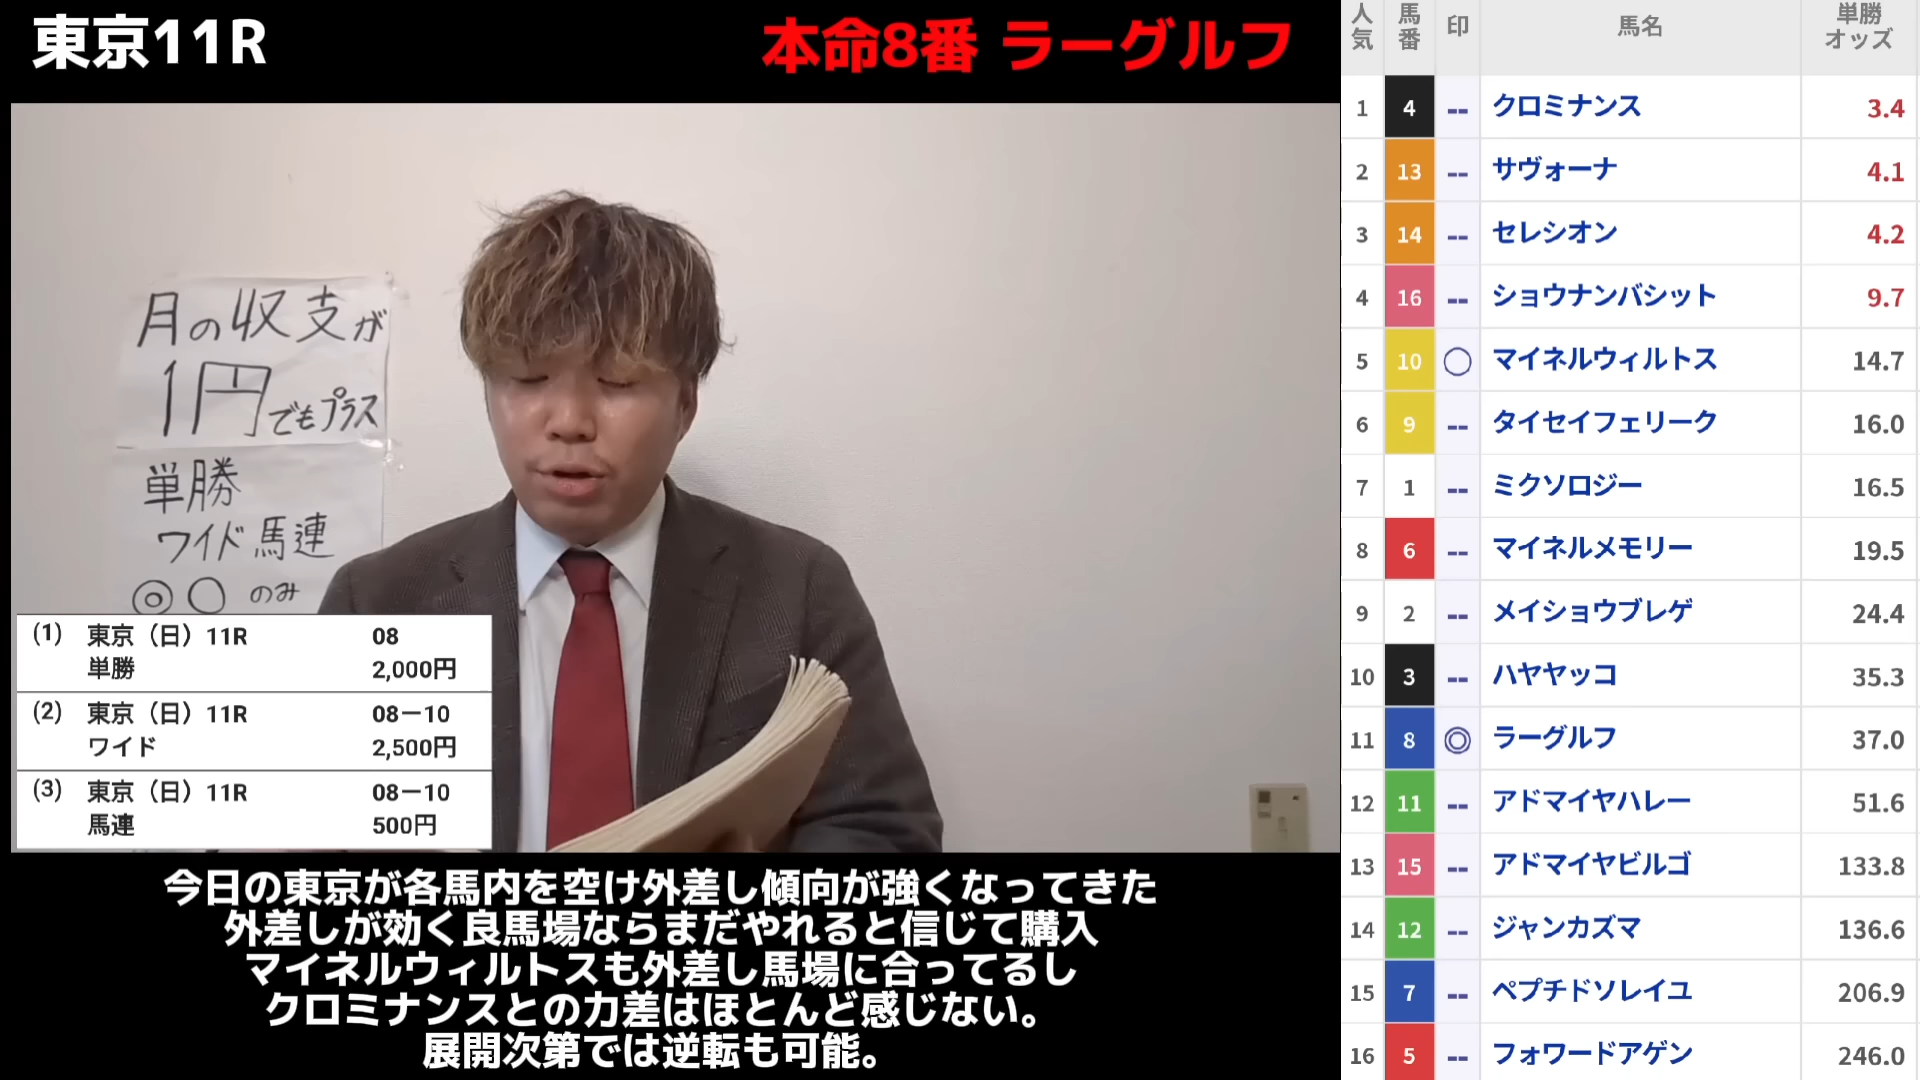 東京11R
本命8番 ラーグルフ
月の収支が
1円でもプラス
単勝
ワイド馬連
◎○のみ
(1) 東京（日）11R 08
単勝 2,000円
(2) 東京（日）11R 08－10
ワイド 2,500円
(3) 東京（日）11R 08－10
馬連 500円
今日の東京が各馬内を空け外差し傾向が強くなってきた
外差しが効く良馬場ならまだやれると信じて購入
マイネルウィルトスも外差し馬場に合ってるし
クロミナンスとの力差はほとんど感じない。
展開次第では逆転も可能。
人気 馬番 印 馬名 単勝オッズ
1 4 -- クロミナンス 3.4
2 13 -- サヴォーナ 4.1
3 14 -- セレシオン 4.2
4 16 -- ショウナンバシット 9.7
5 10 ○ マイネルウィルトス 14.7
6 9 -- タイセイフェリーク 16.0
7 1 -- ミクソロジー 16.5
8 6 -- マイネルメモリー 19.5
9 2 -- メイショウブレゲ 24.4
10 3 -- ハヤヤッコ 35.3
11 8 ◎ ラーグルフ 37.0
12 11 -- アドマイヤハレー 51.6
13 15 -- アドマイヤビルゴ 133.8
14 12 -- ジャンカズマ 136.6
15 7 -- ペプチドソレイユ 206.9
16 5 -- フォワードアゲン 246.0